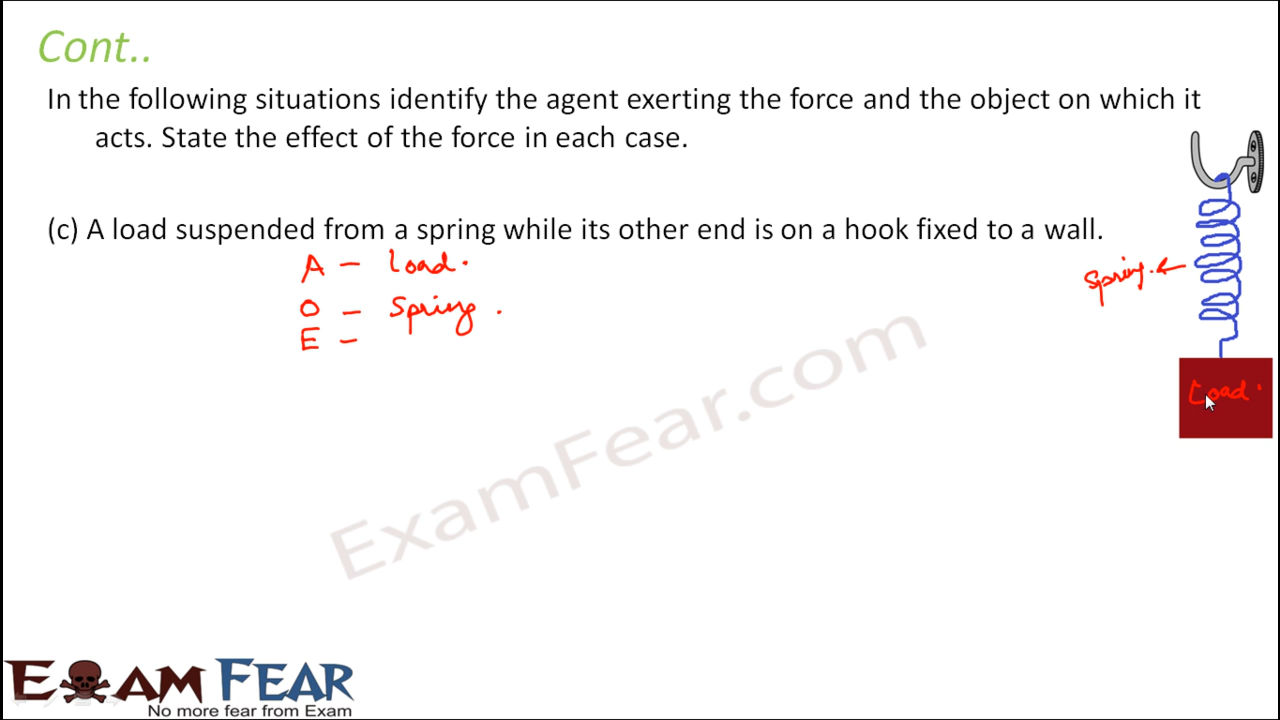 Cont..
In the following situations identify the agent exerting the force and the object on which it
acts. State the effect of the force in each case.
(c) A load suspended from a spring while its other end is on a hook fixed to a wall.
A – Load.
O – Spring.
E –
Spring.
Load.
ExamFear.com
EXAM FEAR
No more fear from Exam